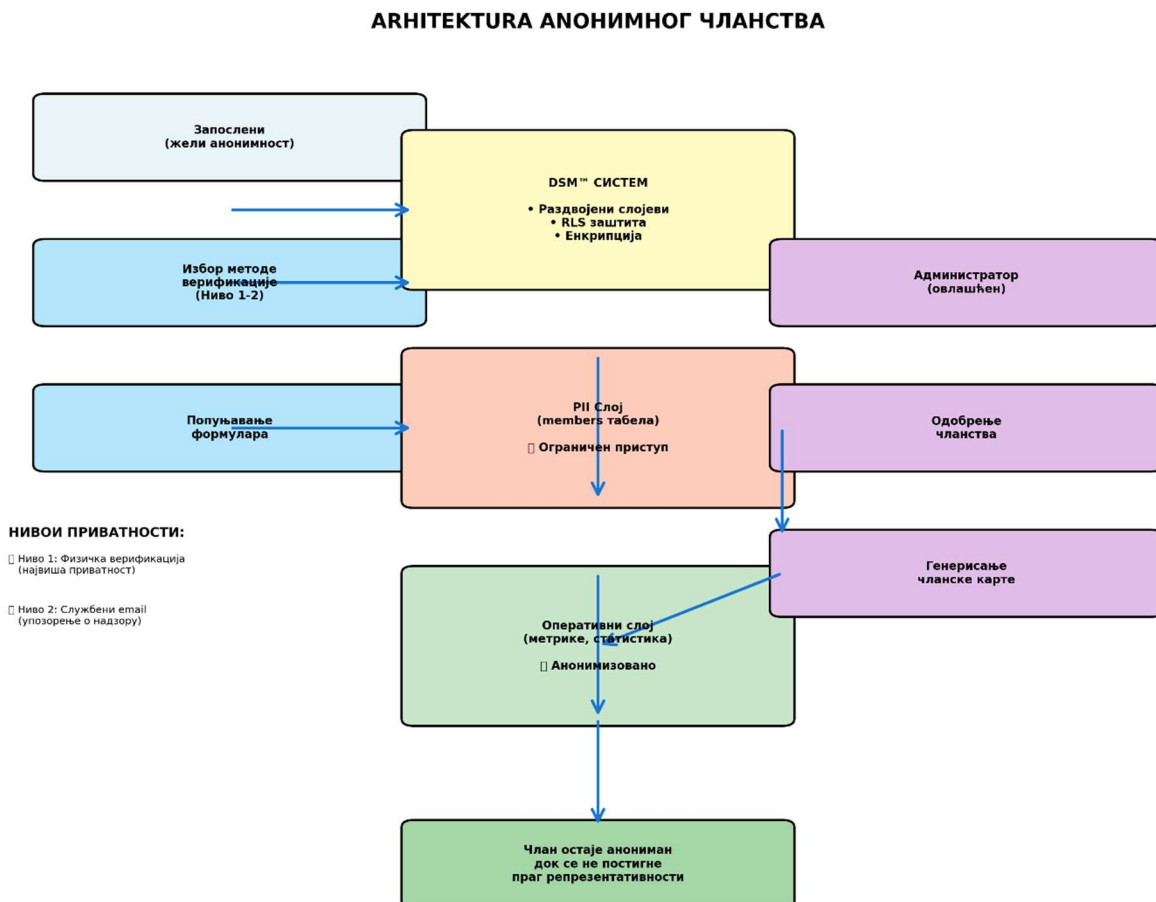 ARHITEKTURA АНОНИМНОГ ЧЛАНСТВА
Запослени
(жели анонимност)
DSM™ СИСТЕМ
• Раздвојени слојеви
• RLS заштита
• Енкрипција
Избор методе
верификације
(Ниво 1-2)
Администратор
(овлашћен)
Попуњавање
формулара
PII Слој
(members табела)
Ограничен приступ
Одобрење
чланства
НИВОИ ПРИВАТНОСТИ:
Ниво 1: Физичка верификација
(највиша приватност)
Ниво 2: Службени email
(упозорење о надзору)
Генерисање
чланске карте
Оперативни слој
(метрике, статистика)
Анонимизовано
Члан остаје анониман
док се не постигне
праг репрезентативности